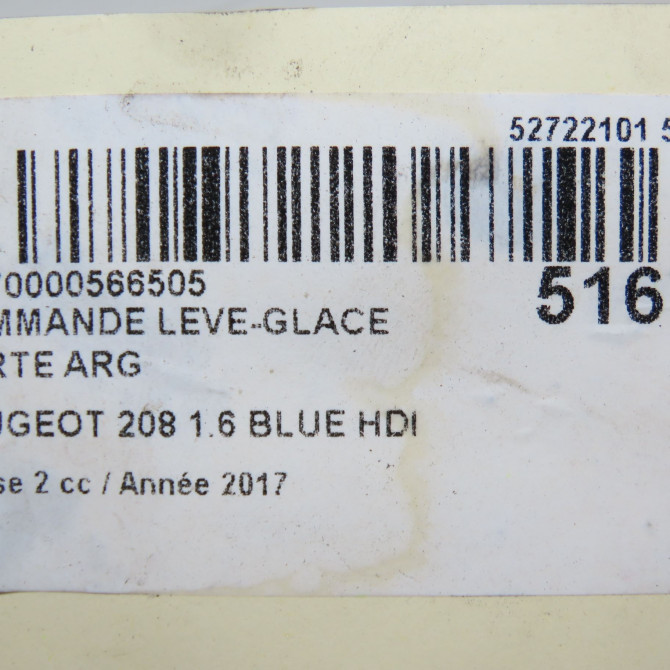 52722101 5
70000566505
516
MMANDE LEVE-GLACE
RTE ARG
UGEOT 208 1.6 BLUE HDI
se 2 cc / Année 2017